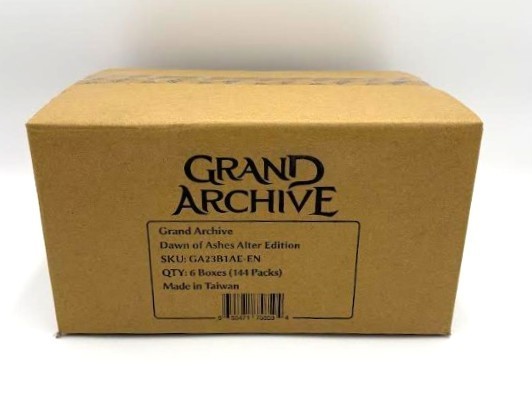 GRAND
ARCHIVE
Grand Archive
Dawn of Ashes Alter Edition
SKU: GA23B1AE-EN
QTY: 6 Boxes (144 Packs)
Made in Taiwan